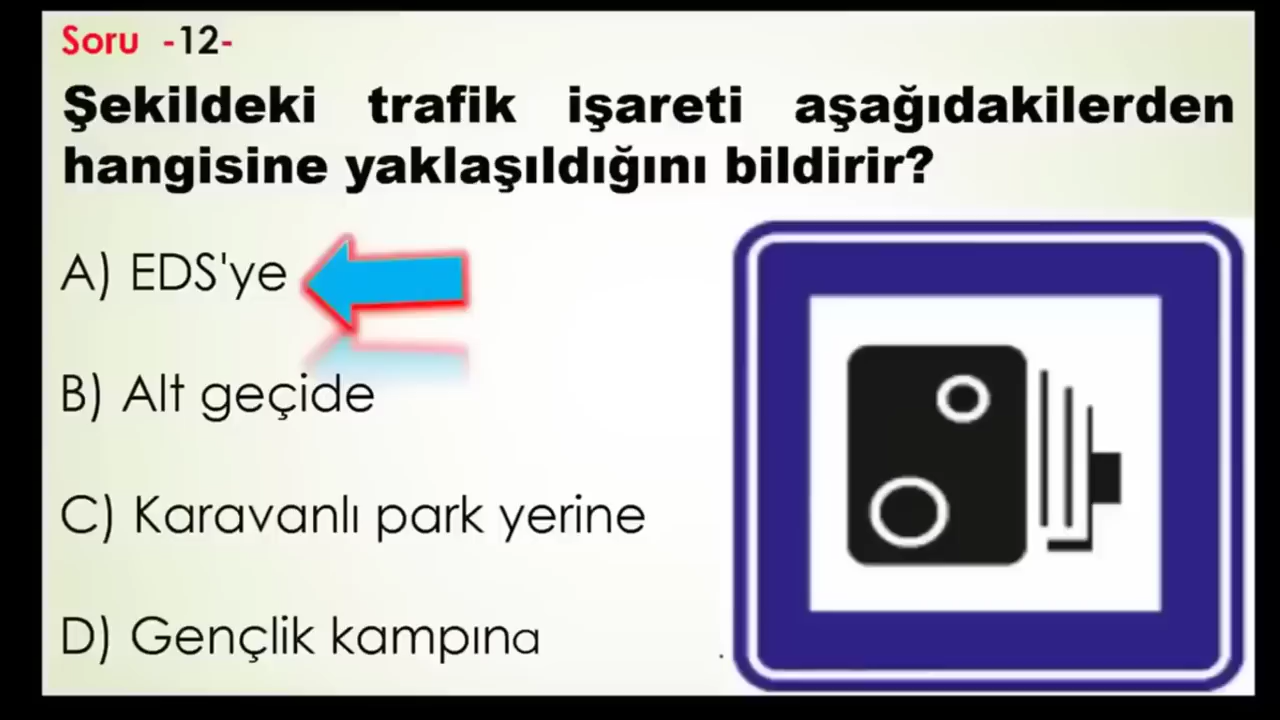 Soru -12-
Şekildeki trafik işareti aşağıdakilerden
hangisine yaklaşıldığını bildirir?
A) EDS'ye
B) Alt geçide
C) Karavanlı park yerine
D) Gençlik kampına